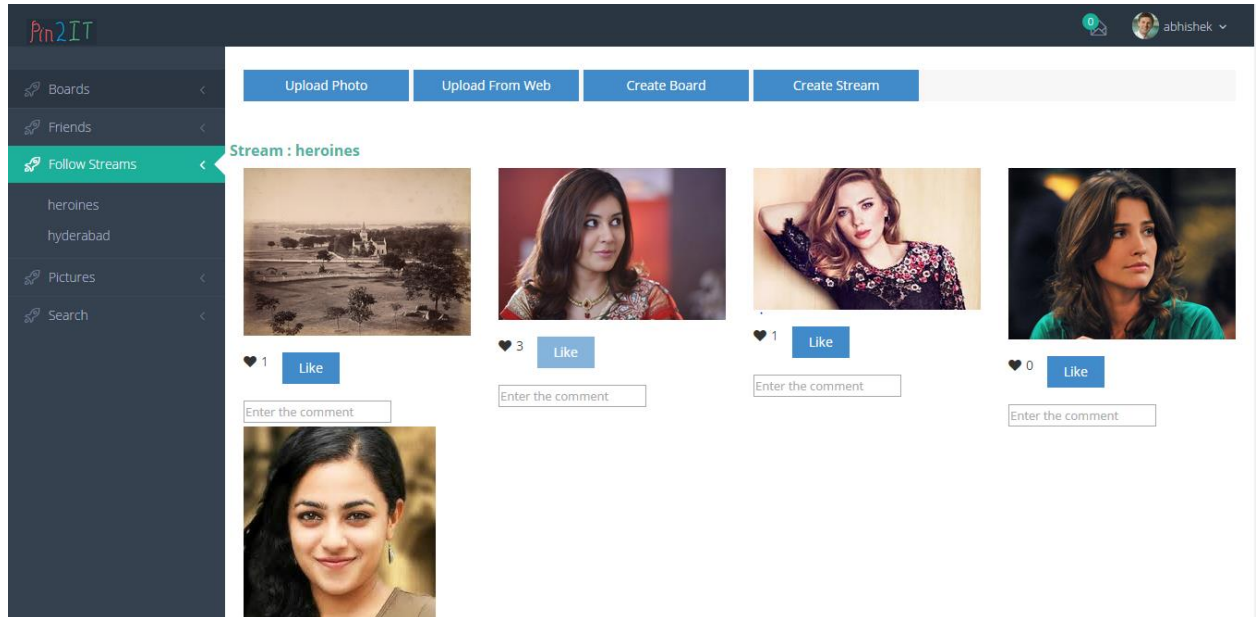 Pin2IT
0
abhishek
Boards
Friends
Follow Streams
heroines
hyderabad
Pictures
Search
Upload Photo
Upload From Web
Create Board
Create Stream
Stream : heroines
1
Like
Enter the comment
3
Like
Enter the comment
1
Like
Enter the comment
0
Like
Enter the comment